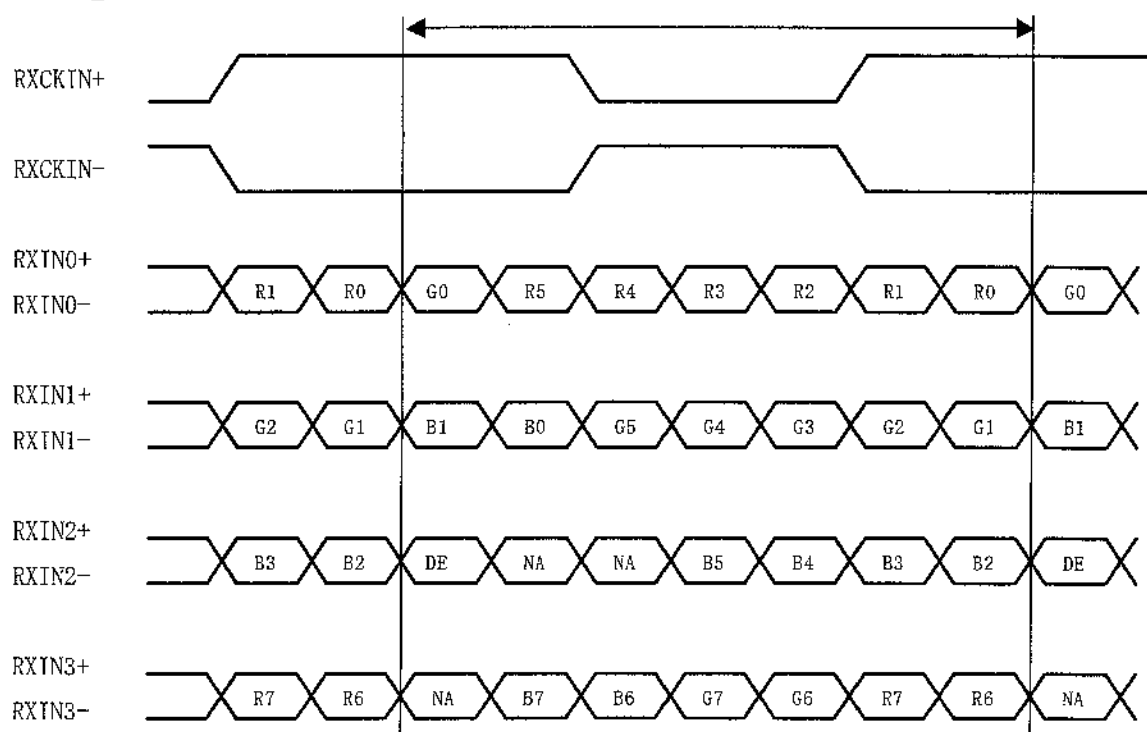 RXCKIN+
RXCKIN-
RXIN0+
RXIN0-
R1 R0 G0 R5 R4 R3 R2 R1 R0 G0
RXIN1+
RXIN1-
G2 G1 B1 B0 G5 G4 G3 G2 G1 B1
RXIN2+
RXIN2-
B3 B2 DE NA NA B5 B4 B3 B2 DE
RXIN3+
RXIN3-
R7 R6 NA B7 B6 G7 G6 R7 R6 NA